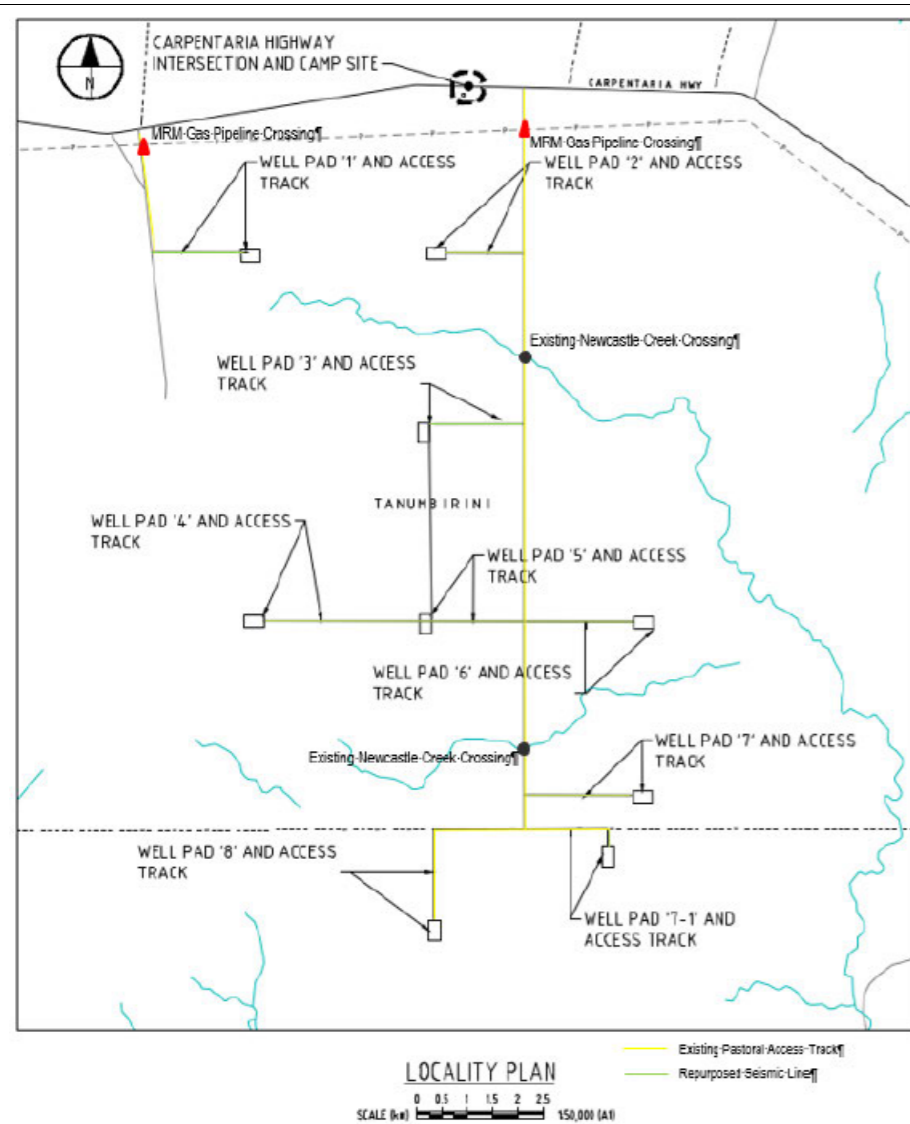 CARPENTARIA HIGHWAY
INTERSECTION AND CAMP SITE
N
CARPENTARIA HWY
MRM·Gas·Pipeline·Crossing¶
MRM·Gas·Pipeline·Crossing¶
WELL PAD '1' AND ACCESS
TRACK
WELL PAD '2' AND ACCESS
TRACK
Existing·Newcastle·Creek·Crossing¶
WELL PAD '3' AND ACCESS
TRACK
TANUMBIRINI
WELL PAD '4' AND ACCESS
TRACK
WELL PAD '5' AND ACCESS
TRACK
WELL PAD '6' AND ACCESS
TRACK
Existing·Newcastle·Creek·Crossing¶
WELL PAD '7' AND ACCESS
TRACK
WELL PAD '8' AND ACCESS
TRACK
WELL PAD '7-1' AND
ACCESS TRACK
Existing·Pastoral·Access·Track¶
Repurposed·Seismic·Line¶
LOCALITY PLAN
0 0.5 1 1.5 2 2.5
SCALE (km) 1:50,000 (A1)